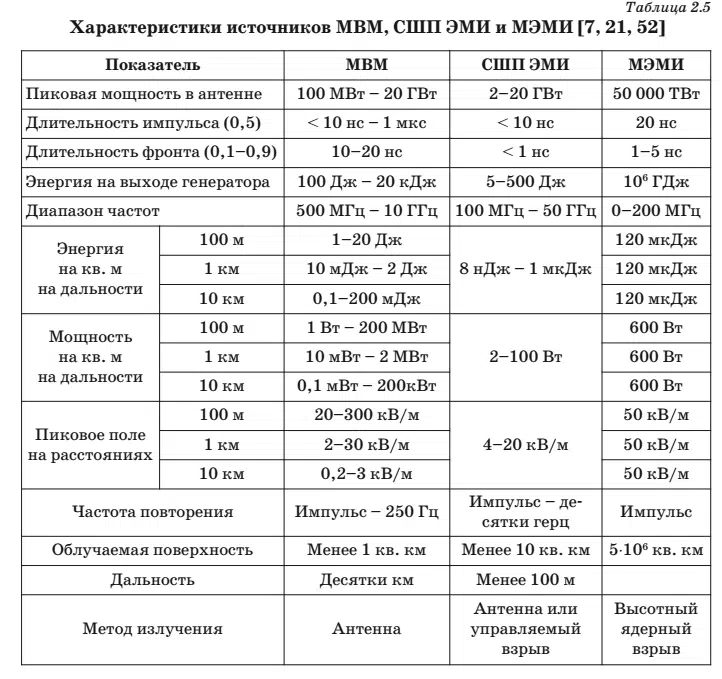 Таблица 2.5
Характеристики источников МВМ, СШП ЭМИ и МЭМИ [7, 21, 52]
Показатель МВМ СШП ЭМИ МЭМИ
Пиковая мощность в антенне 100 МВт – 20 ГВт 2–20 ГВт 50 000 ТВт
Длительность импульса (0,5) < 10 нс – 1 мкс < 10 нс 20 нс
Длительность фронта (0,1–0,9) 10–20 нс < 1 нс 1–5 нс
Энергия на выходе генератора 100 Дж – 20 кДж 5–500 Дж 10⁶ ГДж
Диапазон частот 500 МГц – 10 ГГц 100 МГц – 50 ГГц 0–200 МГц
Энергия
на кв. м
на дальности
100 м 1–20 Дж 120 мкДж
1 км 10 мДж – 2 Дж 8 нДж – 1 мкДж 120 мкДж
10 км 0,1–200 мДж 120 мкДж
Мощность
на кв. м
на дальности
100 м 1 Вт – 200 МВт 600 Вт
1 км 10 мВт – 2 МВт 2–100 Вт 600 Вт
10 км 0,1 мВт – 200кВт 600 Вт
Пиковое поле
на расстояниях
100 м 20–300 кВ/м 50 кВ/м
1 км 2–30 кВ/м 4–20 кВ/м 50 кВ/м
10 км 0,2–3 кВ/м 50 кВ/м
Частота повторения Импульс – 250 Гц Импульс – де-
сятки герц Импульс
Облучаемая поверхность Менее 1 кв. км Менее 10 кв. км 5·10⁶ кв. км
Дальность Десятки км Менее 100 м
Метод излучения Антенна Антенна или
управляемый
взрыв
Высотный
ядерный
взрыв